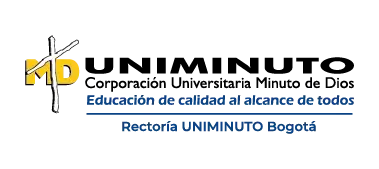 MD UNIMINUTO
Corporación Universitaria Minuto de Dios
Educación de calidad al alcance de todos
Rectoría UNIMINUTO Bogotá